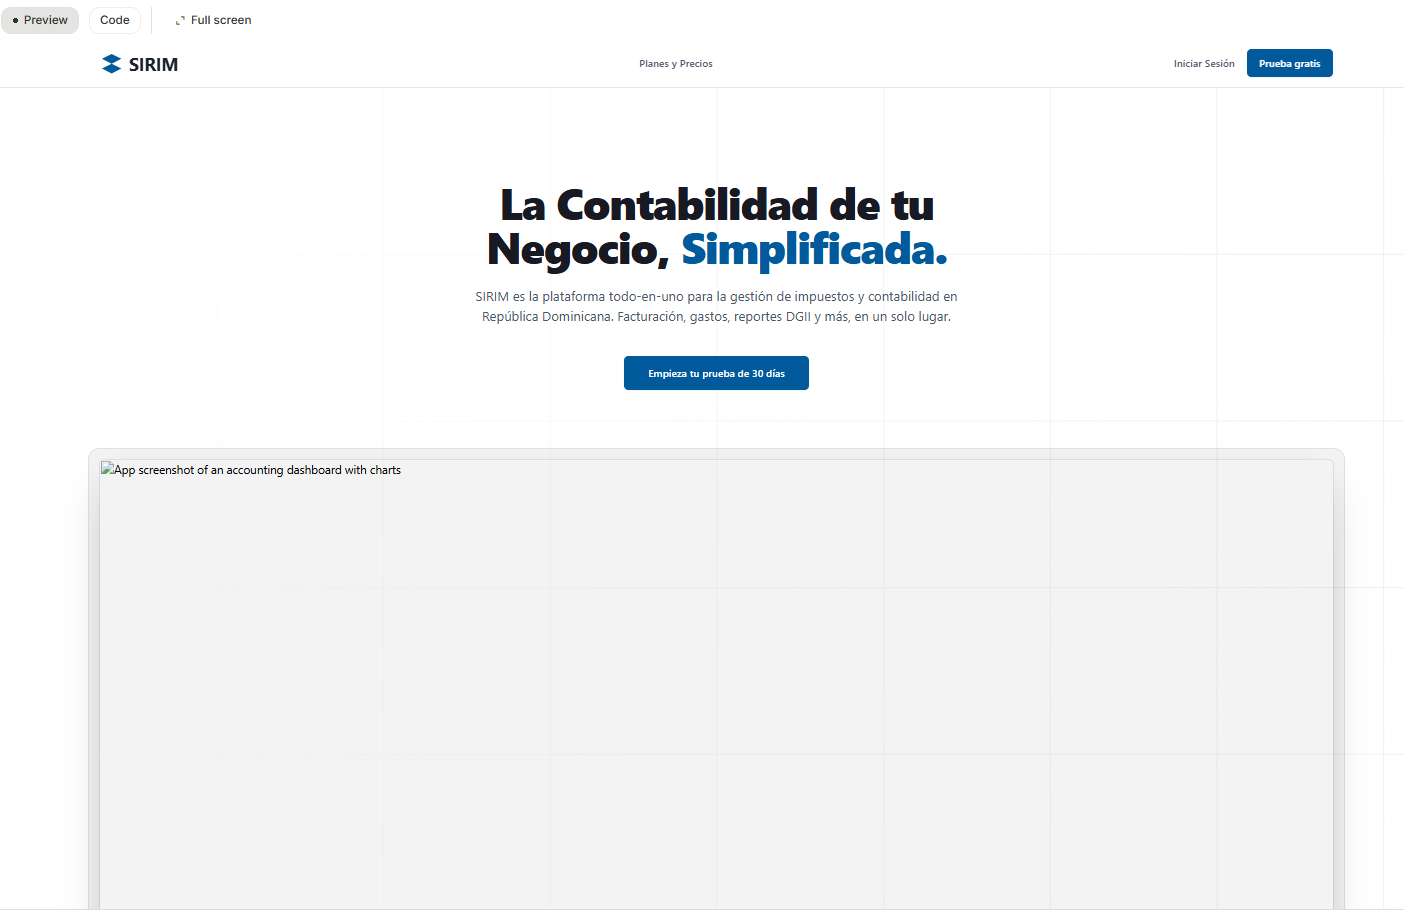 Preview
Code
Full screen
SIRIM
Planes y Precios
Iniciar Sesión
Prueba gratis
La Contabilidad de tu
Negocio, Simplificada.
SIRIM es la plataforma todo-en-uno para la gestión de impuestos y contabilidad en
República Dominicana. Facturación, gastos, reportes DGII y más, en un solo lugar.
Empieza tu prueba de 30 días
App screenshot of an accounting dashboard with charts